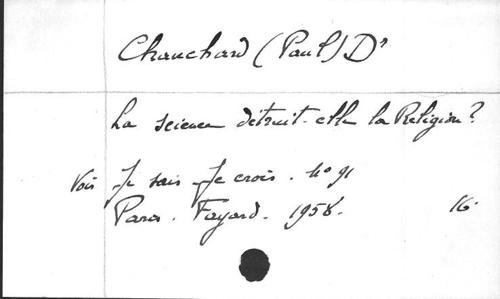 Chauchard (Paul) Dr
La science détruit-elle la Religion?
Voir Je sais Je crois. No 91
Paris. Fayard. 1958. 16.